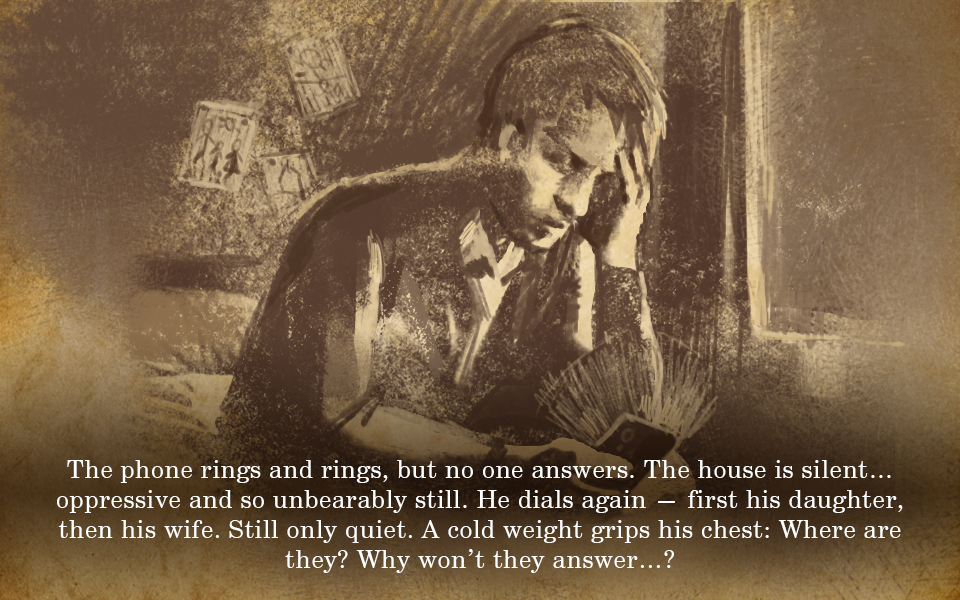 The phone rings and rings, but no one answers. The house is silent...
oppressive and so unbearably still. He dials again — first his daughter,
then his wife. Still only quiet. A cold weight grips his chest: Where are
they? Why won’t they answer...?